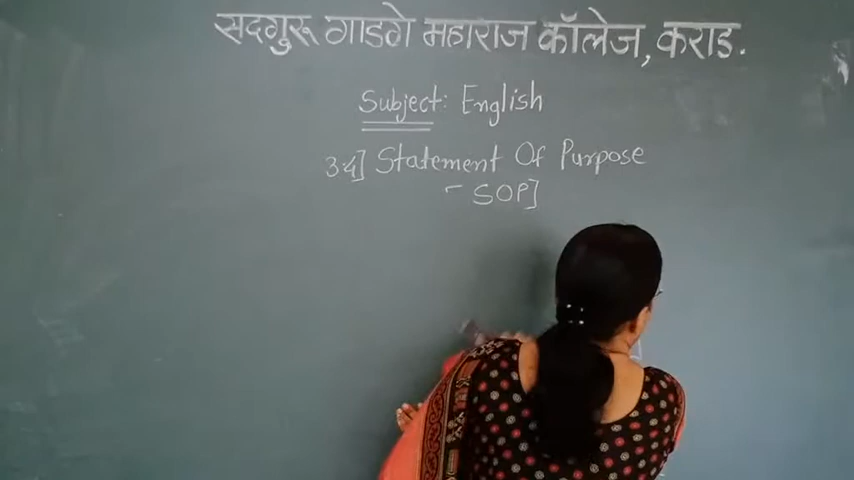 सदगुरू गाडगे महाराज कॉलेज, कराड.
Subject: English
34] Statement Of Purpose
- SOP]